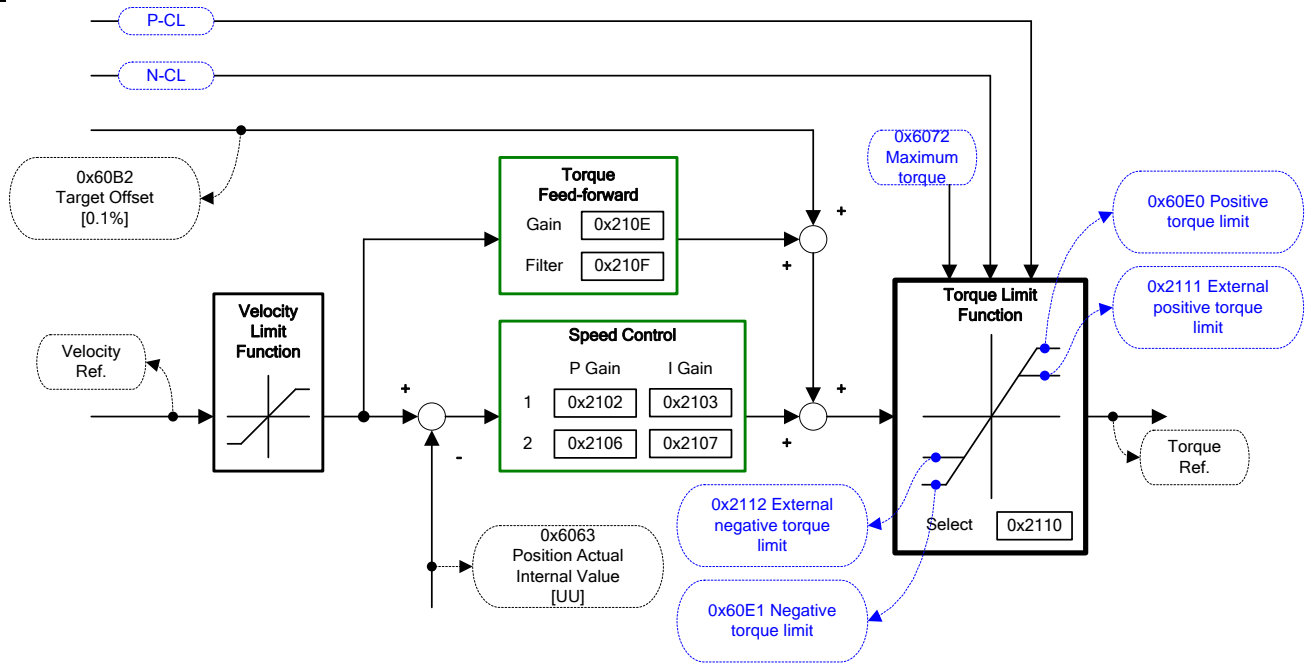 P-CL
N-CL
0x60B2
Target Offset
[0.1%]
0x6072
Maximum
torque
Torque
Feed-forward
Gain 0x210E
Filter 0x210F
+
+
0x60E0 Positive
torque limit
0x2111 External
positive torque
limit
Velocity
Ref.
Velocity
Limit
Function
+
-
Speed Control
P Gain I Gain
1 0x2102 0x2103
2 0x2106 0x2107
+
+
Torque Limit
Function
Select 0x2110
Torque
Ref.
0x6063
Position Actual
Internal Value
[UU]
0x2112 External
negative torque
limit
0x60E1 Negative
torque limit